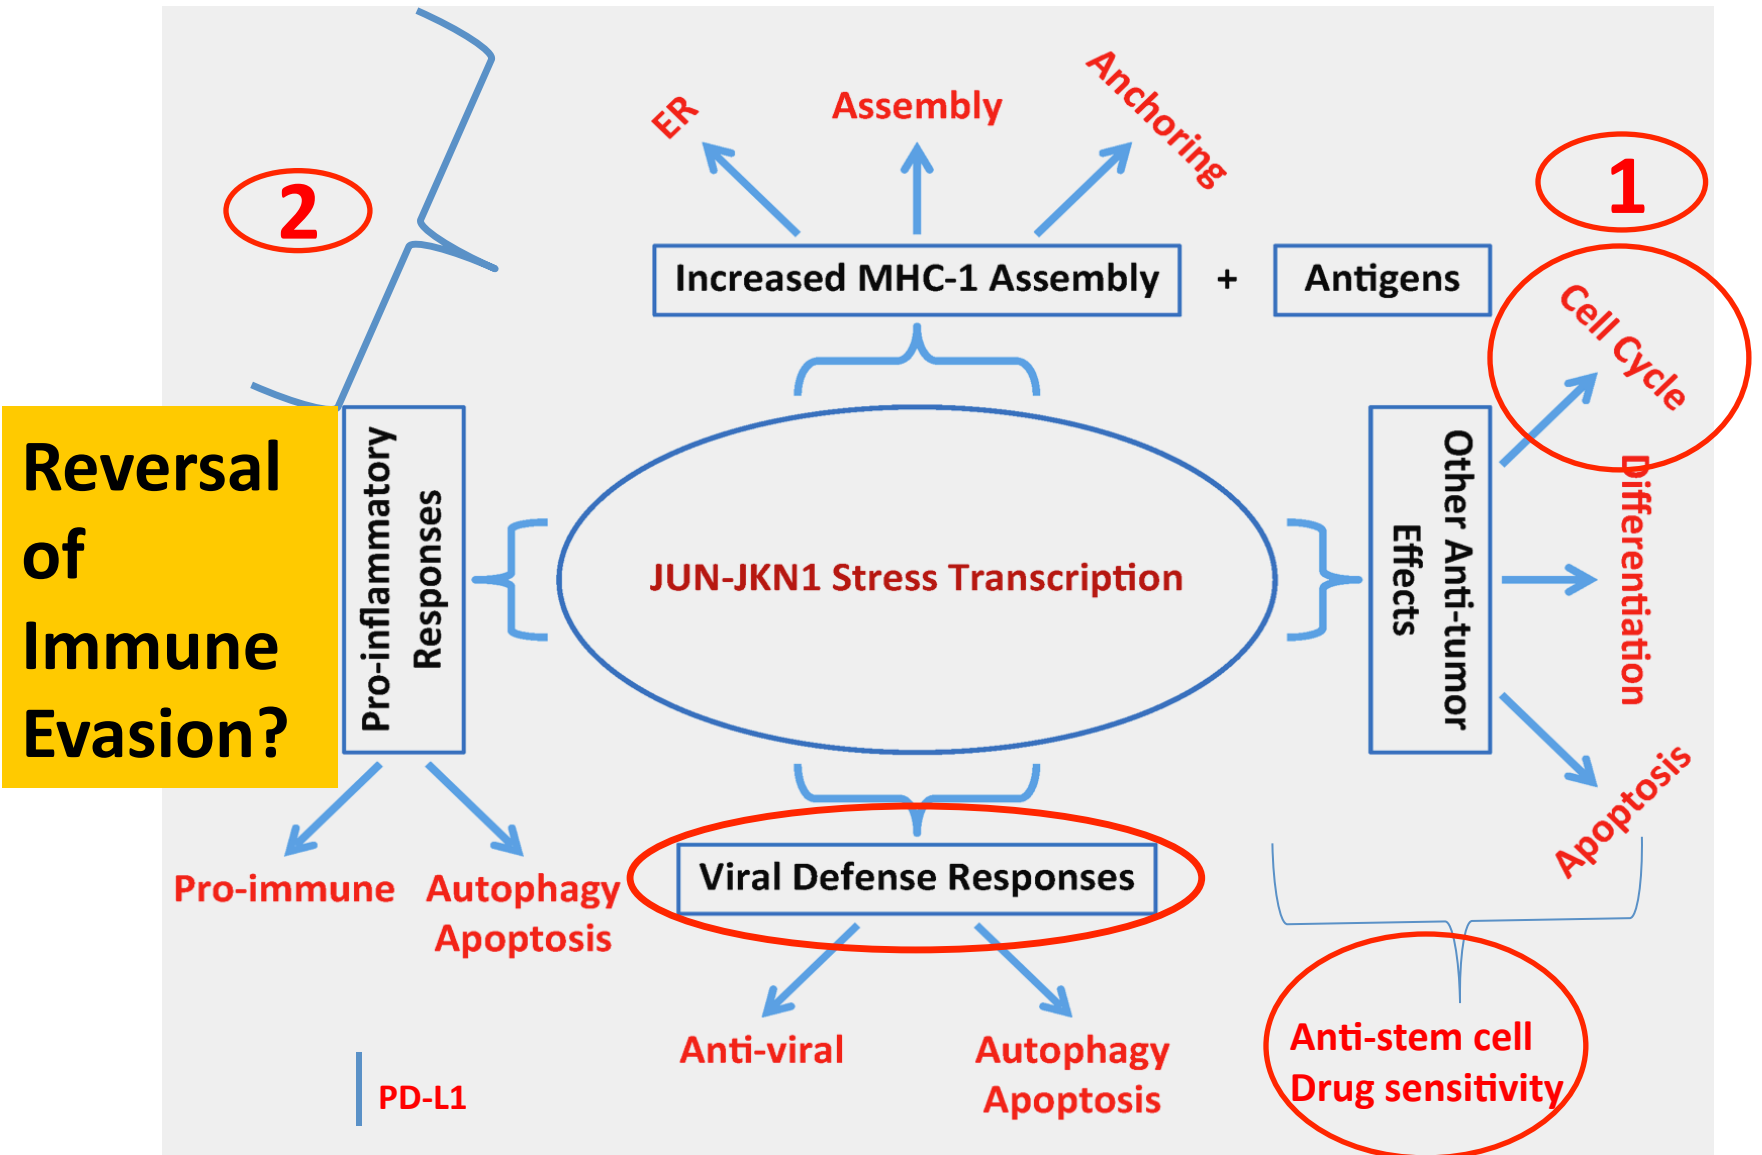 ER
Assembly
Anchoring
1
2
Increased MHC-1 Assembly
+
Antigens
Cell Cycle
Reversal
of
Immune
Evasion?
Pro-inflammatory
Responses
JUN-JKN1 Stress Transcription
Other Anti-tumor
Effects
Differentiation
Apoptosis
Pro-immune
Autophagy
Apoptosis
Viral Defense Responses
Anti-viral
Autophagy
Apoptosis
Anti-stem cell
Drug sensitivity
PD-L1